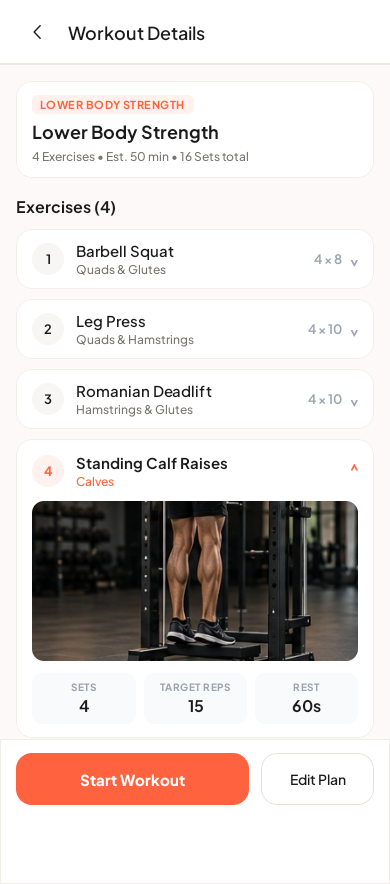 Workout Details
LOWER BODY STRENGTH
Lower Body Strength
4 Exercises • Est. 50 min • 16 Sets total
Exercises (4)
1
Barbell Squat
4 × 8
Quads & Glutes
2
Leg Press
4 × 10
Quads & Hamstrings
3
Romanian Deadlift
4 × 10
Hamstrings & Glutes
4
Standing Calf Raises
Calves
SETS
4
TARGET REPS
15
REST
60s
Start Workout
Edit Plan